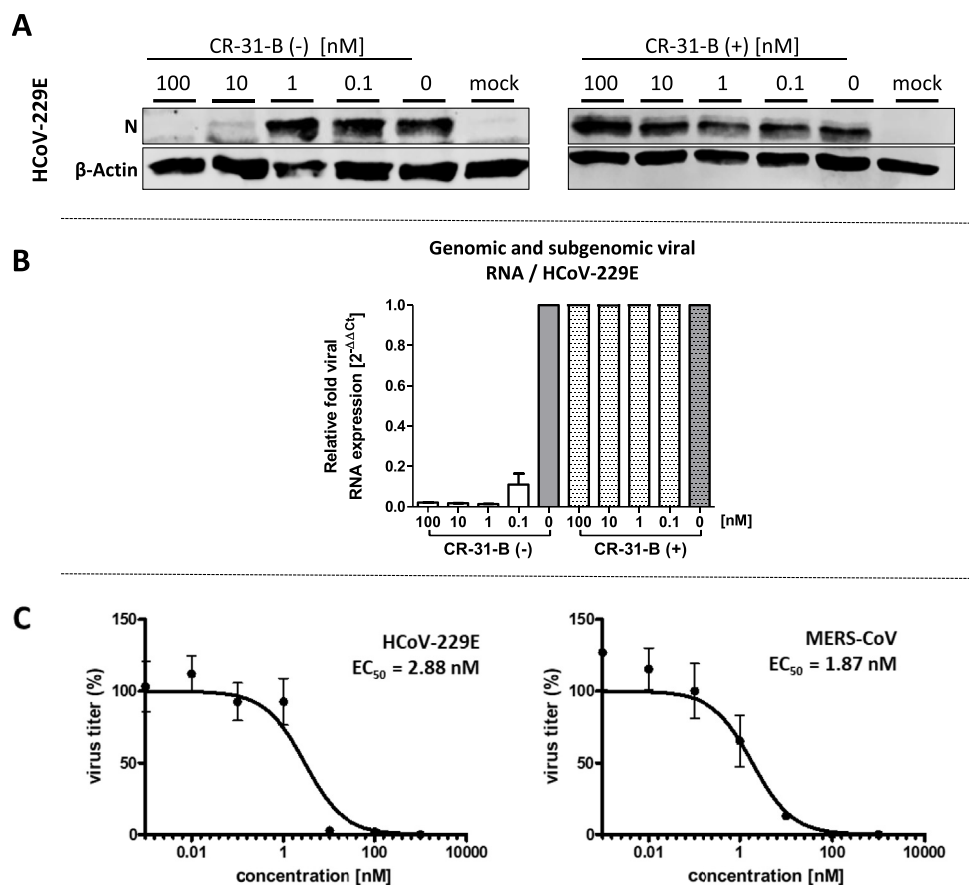 A
CR-31-B (-) [nM]
CR-31-B (+) [nM]
100 10 1 0.1 0 mock
100 10 1 0.1 0 mock
HCoV-229E
N
β-Actin
B
Genomic and subgenomic viral
RNA / HCoV-229E
Relative fold viral
RNA expression [2-ΔΔCt]
1.0
0.8
0.6
0.4
0.2
0.0
100 10 1 0.1 0 100 10 1 0.1 0 [nM]
CR-31-B (-)
CR-31-B (+)
C
HCoV-229E
EC50 = 2.88 nM
virus titer (%)
150
100
50
0
0.01 1 100 10000
concentration [nM]
MERS-CoV
EC50 = 1.87 nM
virus titer (%)
150
100
50
0
0.01 1 100 10000
concentration [nM]